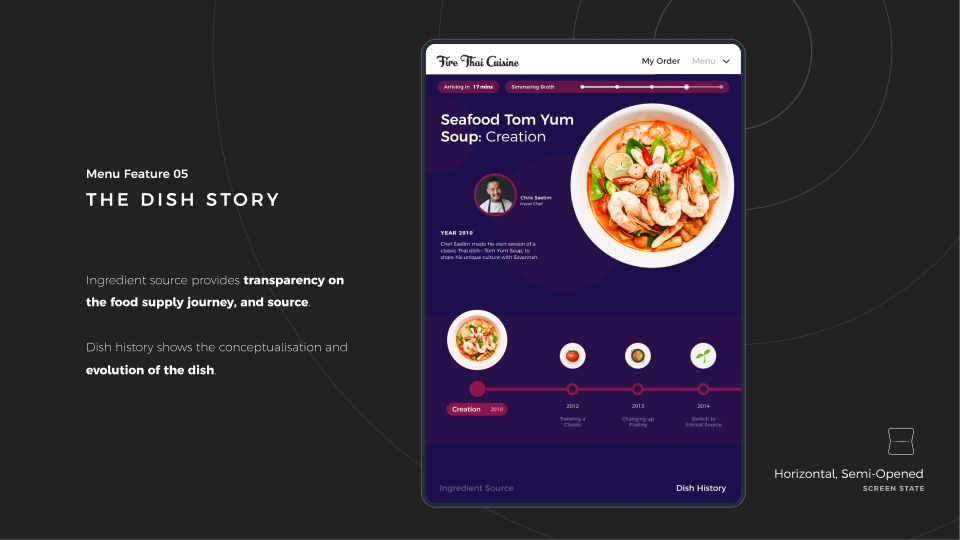 Menu Feature 05
THE DISH STORY
Ingredient source provides transparency on
the food supply journey, and source.
Dish history shows the conceptualisation and
evolution of the dish.
Fire Thai Cuisine
My Order
Menu
Arriving in 17 mins
Simmering Broth
Seafood Tom Yum
Soup: Creation
Chris Saelim
Head Chef
YEAR 2010
Chef Saelim made his own version of a
classic Thai dish– Tom Yum Soup, to
share his unique culture with Savannah.
Creation 2010
2012
Twisting a
Classic
2013
Changing up
Plating
2014
Switch to
Ethical Source
Ingredient Source
Dish History
Horizontal, Semi-Opened
SCREEN STATE